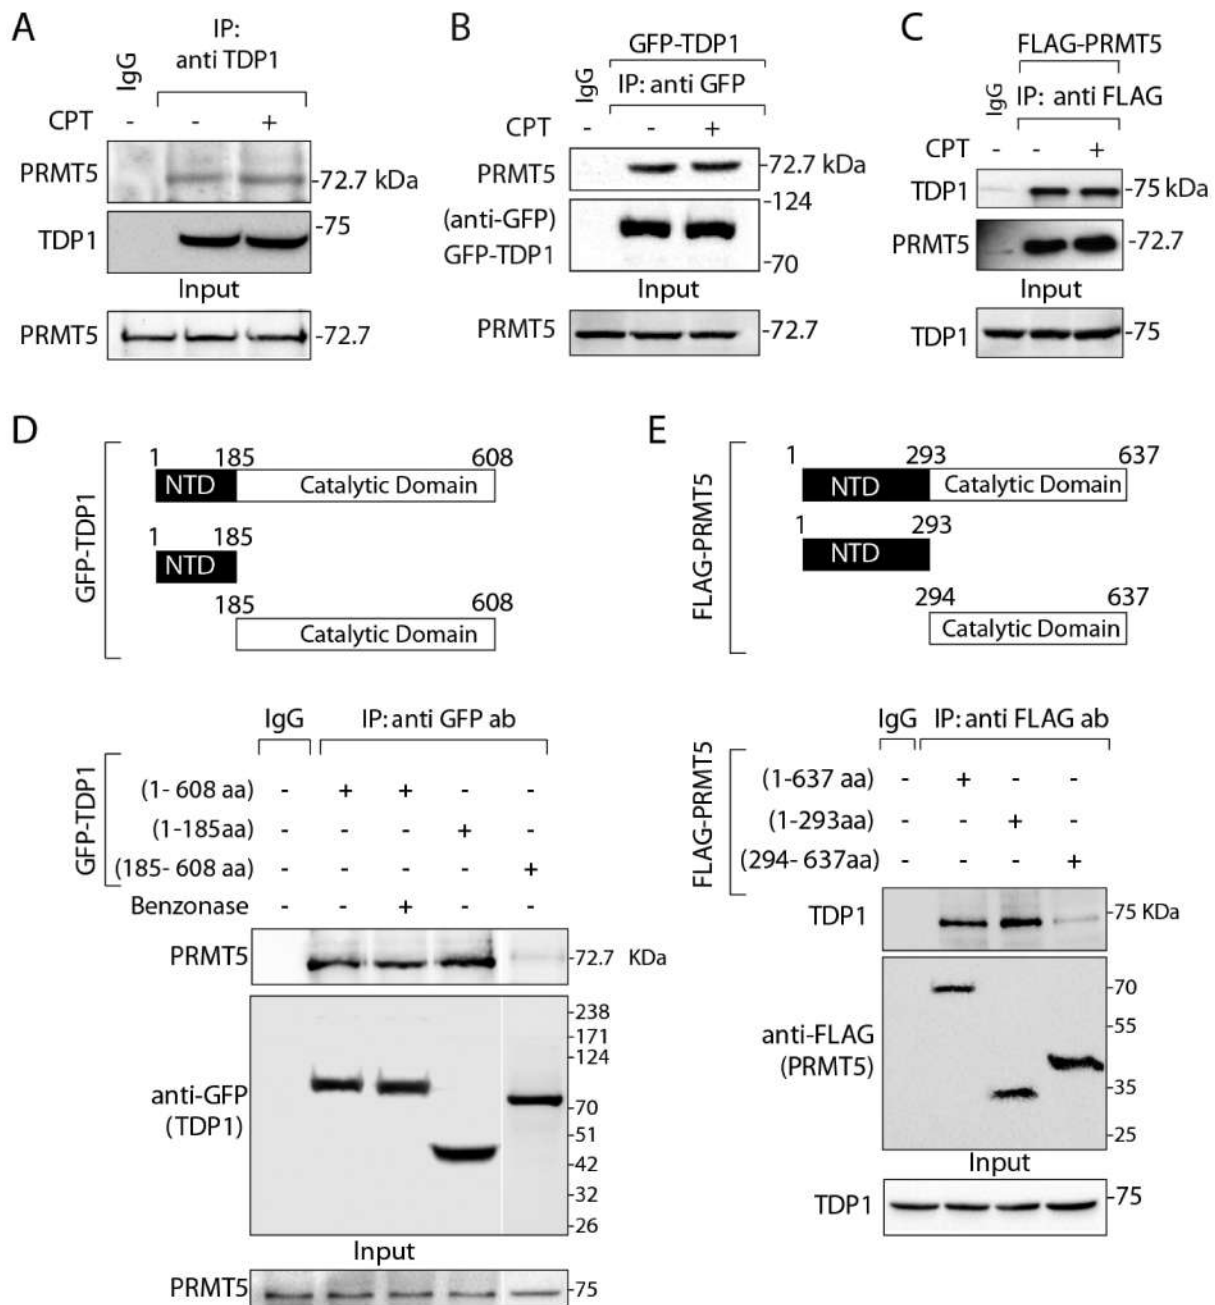 A
IP:
anti TDP1
IgG
CPT - - +
PRMT5 -72.7 kDa
TDP1 -75
Input
PRMT5 -72.7
B
GFP-TDP1
IgG IP: anti GFP
CPT - - +
PRMT5 -72.7 kDa
-124
(anti-GFP)
GFP-TDP1
-70
Input
PRMT5 -72.7
C
FLAG-PRMT5
IgG IP: anti FLAG
CPT - - +
TDP1 -75 kDa
PRMT5 -72.7
Input
TDP1 -75
D
GFP-TDP1
1 185 608
NTD Catalytic Domain
1 185
NTD
185 608
Catalytic Domain
IgG IP: anti GFP ab
GFP-TDP1
(1- 608 aa) - + + - -
(1-185aa) - - - + -
(185- 608 aa) - - - - +
Benzonase - - + - -
PRMT5 -72.7 KDa
-238
-171
-124
anti-GFP
(TDP1)
-70
-51
-42
-32
-26
Input
PRMT5 -75
E
FLAG-PRMT5
1 293 637
NTD Catalytic Domain
1 293
NTD
294 637
Catalytic Domain
IgG IP: anti FLAG ab
FLAG-PRMT5
(1-637 aa) - + - -
(1-293aa) - - + -
(294- 637aa) - - - +
TDP1 -75 KDa
-70
-55
anti-FLAG
(PRMT5)
-35
-25
Input
TDP1 -75